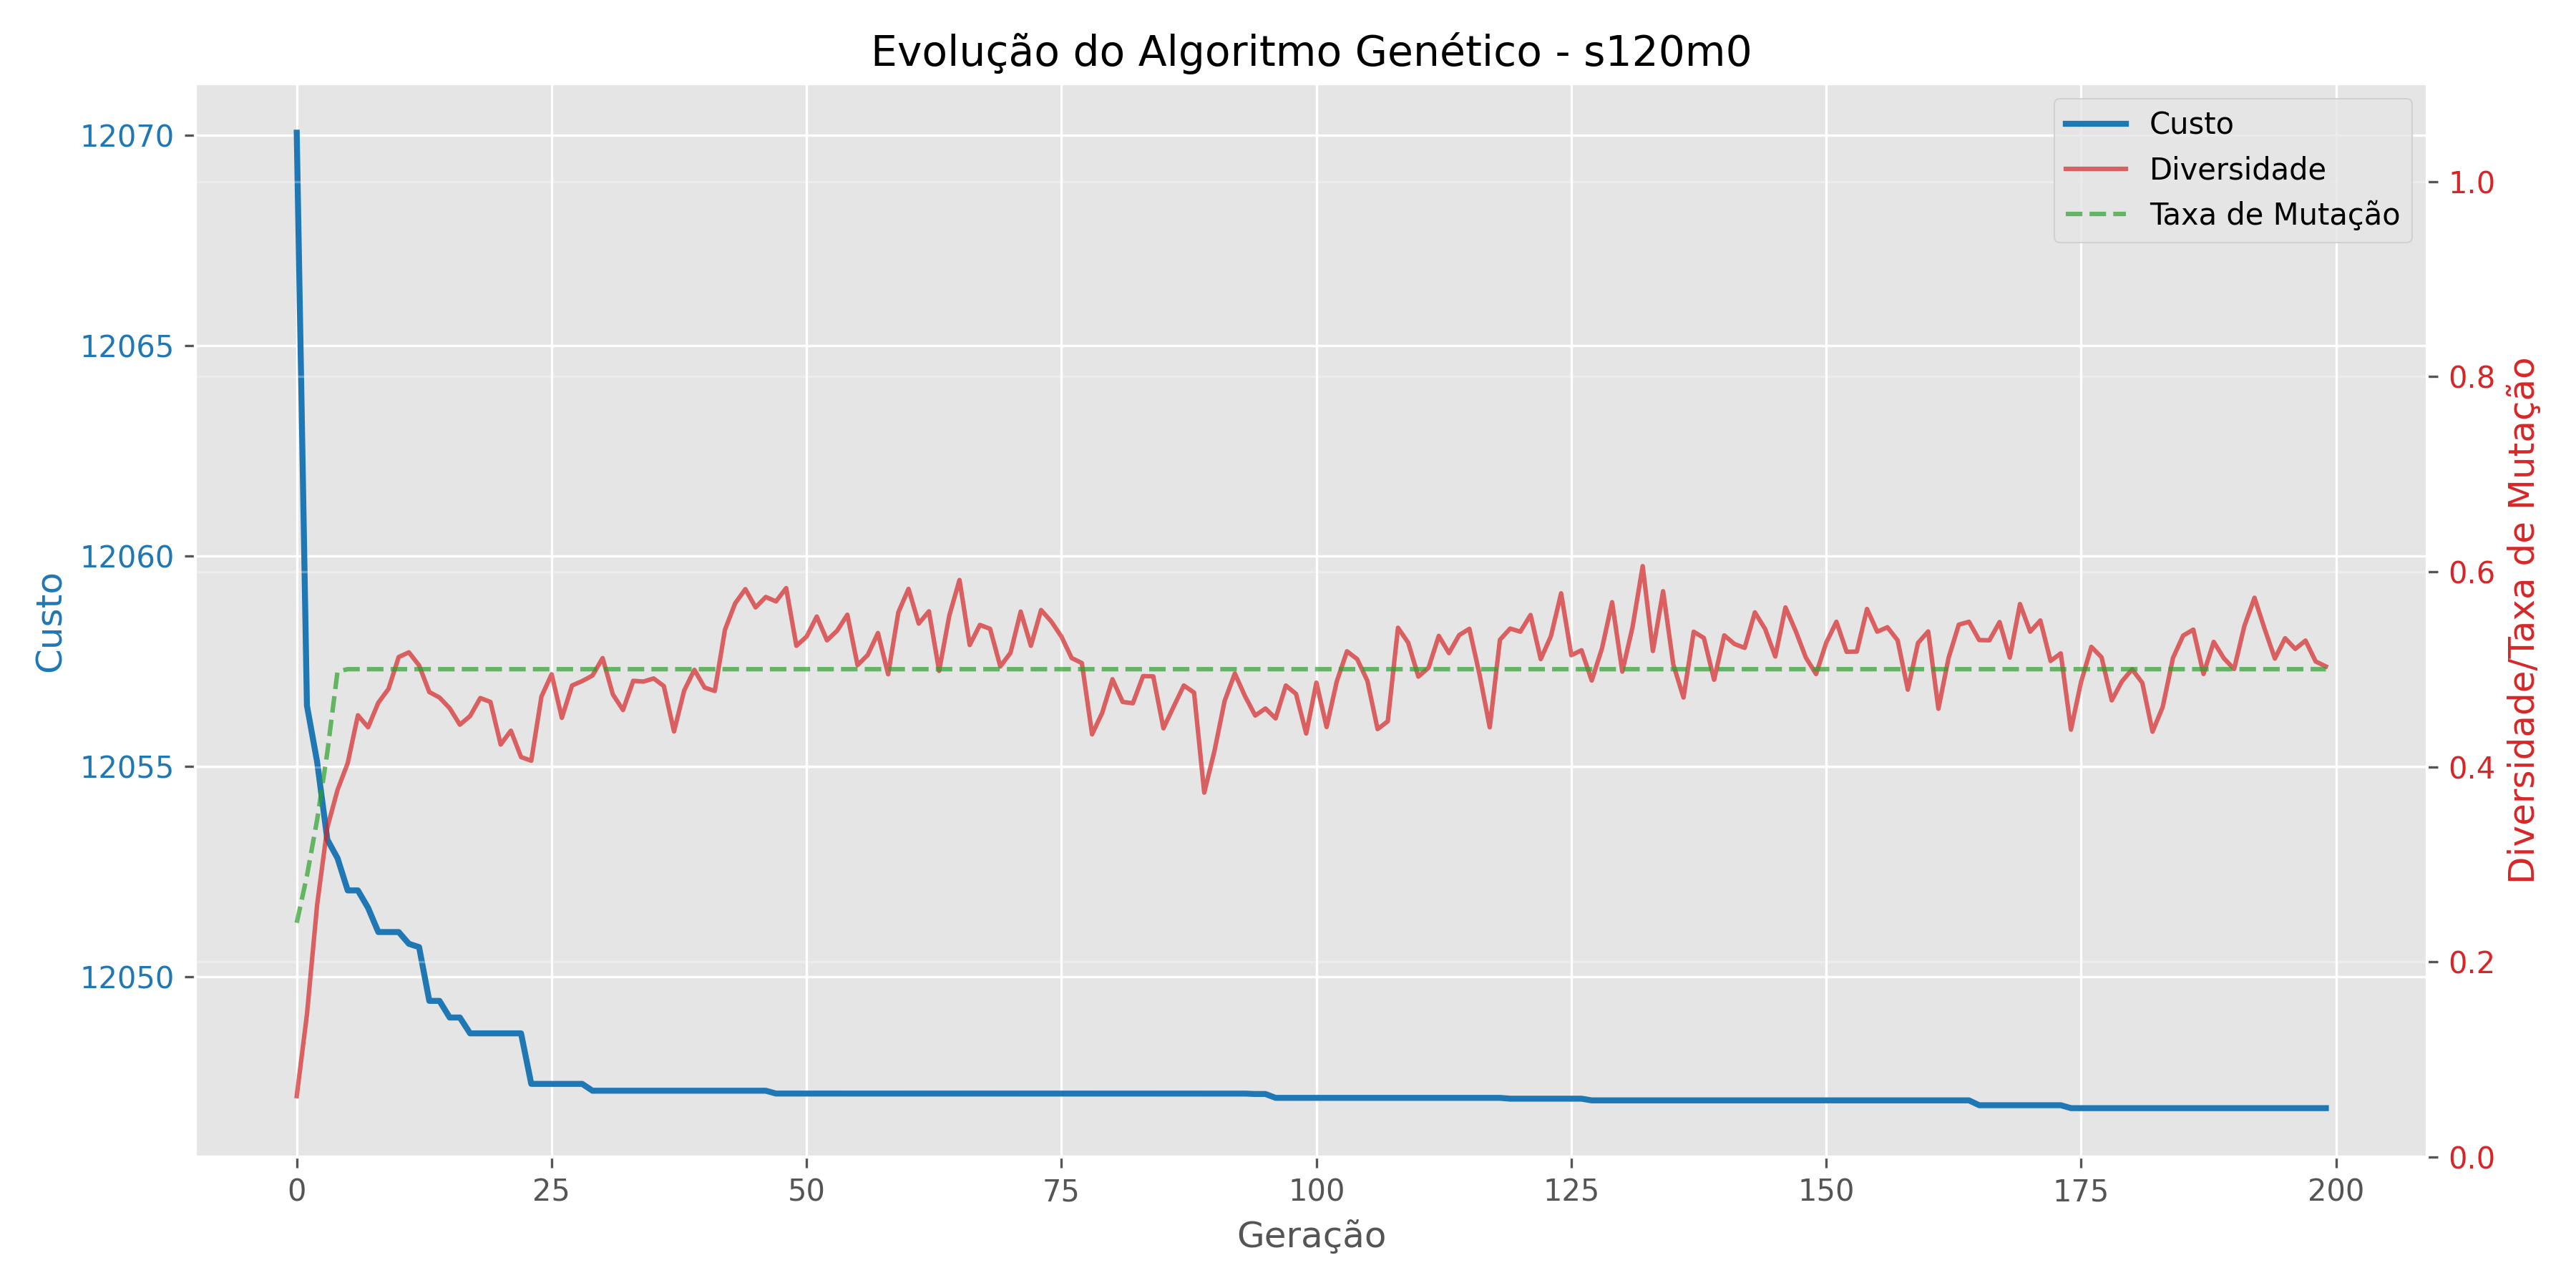 Evolução do Algoritmo Genético - s120m0
Custo
Diversidade
Taxa de Mutação
12070
12065
12060
12055
12050
Custo
1.0
0.8
0.6
0.4
0.2
0.0
Diversidade/Taxa de Mutação
0 25 50 75 100 125 150 175 200
Geração